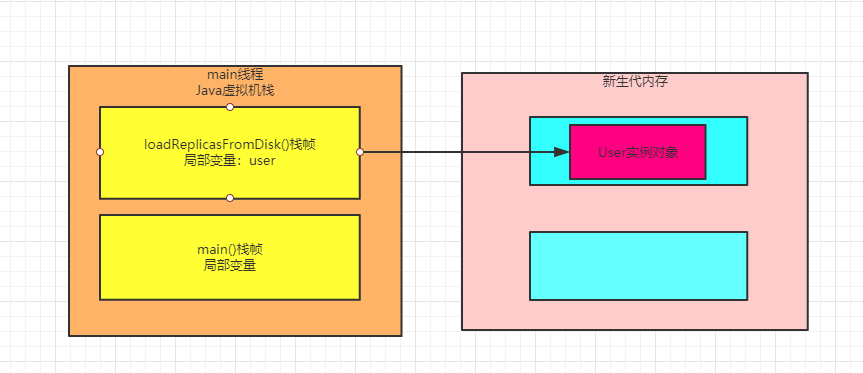 main线程
Java虚拟机栈
loadReplicasFromDisk()栈帧
局部变量：user
main()栈帧
局部变量
新生代内存
User实例对象